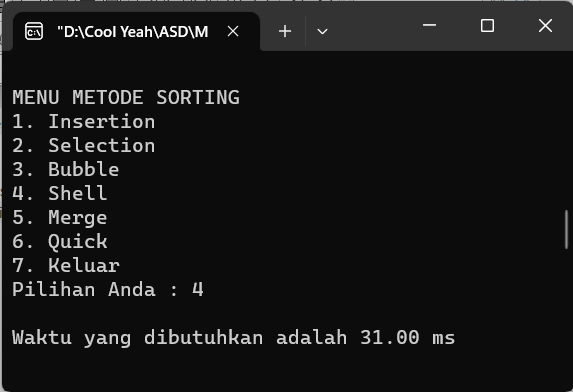 "D:\Cool Yeah\ASD\M
MENU METODE SORTING
1. Insertion
2. Selection
3. Bubble
4. Shell
5. Merge
6. Quick
7. Keluar
Pilihan Anda : 4
Waktu yang dibutuhkan adalah 31.00 ms